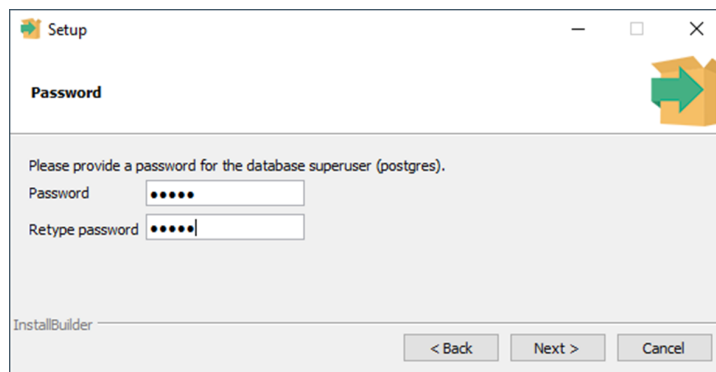 Setup
Password
Please provide a password for the database superuser (postgres).
Password •••••
Retype password •••••
InstallBuilder
< Back Next > Cancel